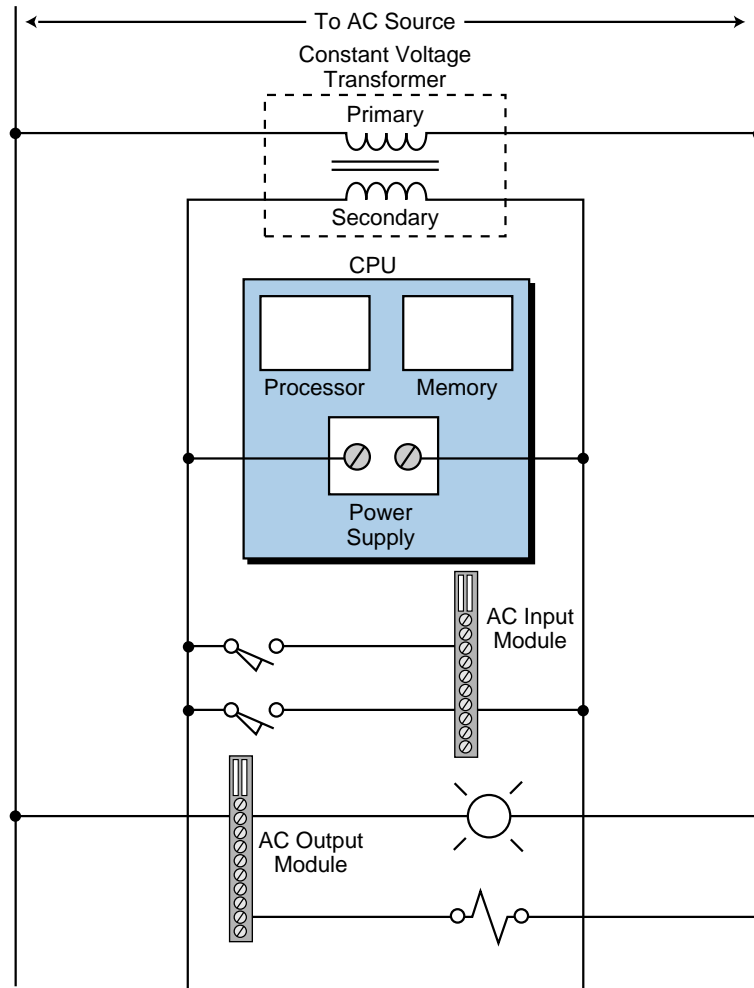 To AC Source
Constant Voltage
Transformer
Primary
Secondary
CPU
Processor
Memory
Power
Supply
AC Input
Module
AC Output
Module